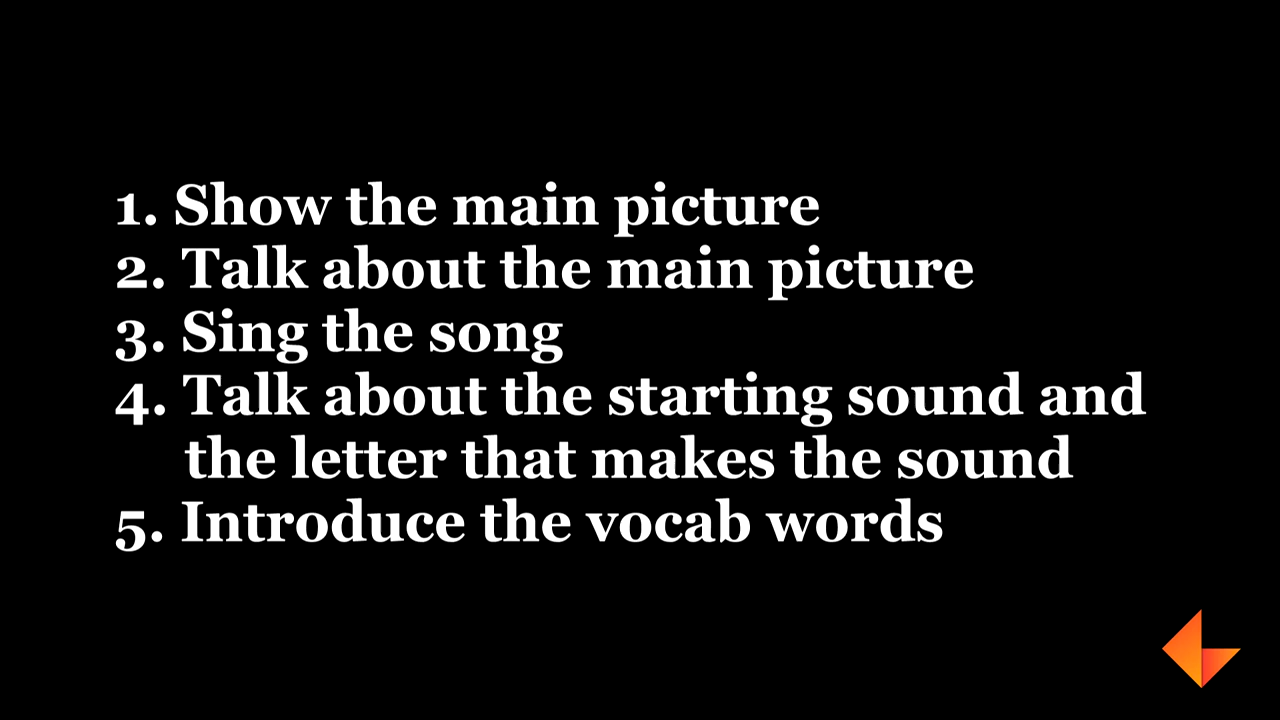 1. Show the main picture
2. Talk about the main picture
3. Sing the song
4. Talk about the starting sound and
the letter that makes the sound
5. Introduce the vocab words